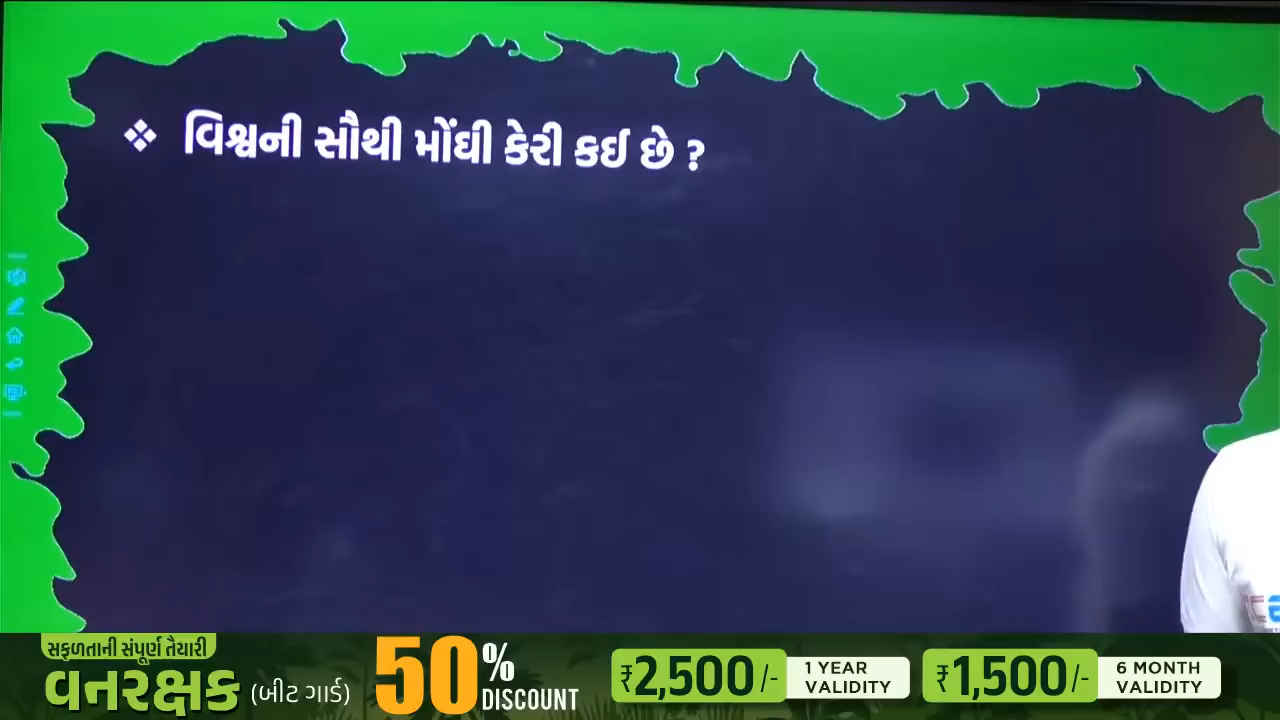 ❖ વિશ્વની સૌથી મોંઘી કેરી કઈ છે ?
સફળતાની સંપૂર્ણ તૈયારી
વનરક્ષક (બીટ ગાર્ડ)
50% DISCOUNT
₹2,500/- 1 YEAR VALIDITY
₹1,500/- 6 MONTH VALIDITY